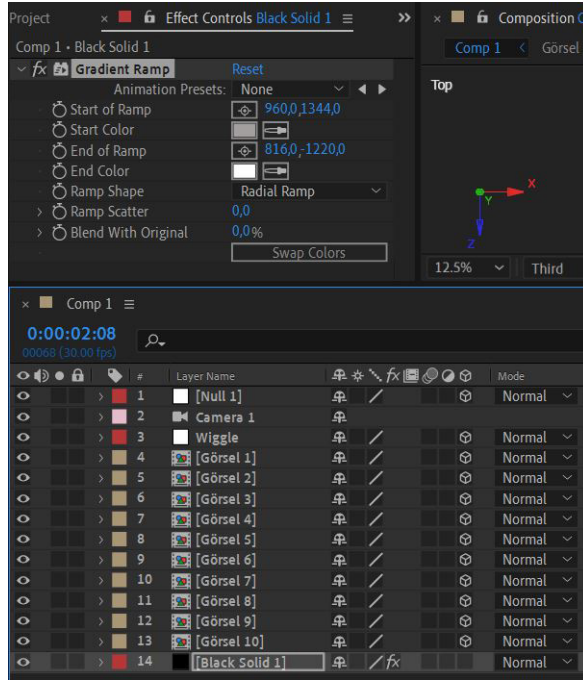 Project
Effect Controls Black Solid 1
Composition
Comp 1 • Black Solid 1
Comp 1
Görsel
fx Gradient Ramp Reset
Animation Presets: None
Start of Ramp 960,0,1344,0
Start Color
End of Ramp 816,0,-1220,0
End Color
Ramp Shape Radial Ramp
Ramp Scatter 0,0
Blend With Original 0,0%
Swap Colors
Top
X
Y
Z
12.5% Third
Comp 1
0:00:02:08
00068 (30.00 fps)
# Layer Name fx Mode
1 [Null 1] Normal
2 Camera 1
3 Wiggle Normal
4 [Görsel 1] Normal
5 [Görsel 2] Normal
6 [Görsel 3] Normal
7 [Görsel 4] Normal
8 [Görsel 5] Normal
9 [Görsel 6] Normal
10 [Görsel 7] Normal
11 [Görsel 8] Normal
12 [Görsel 9] Normal
13 [Görsel 10] Normal
14 [Black Solid 1] fx Normal